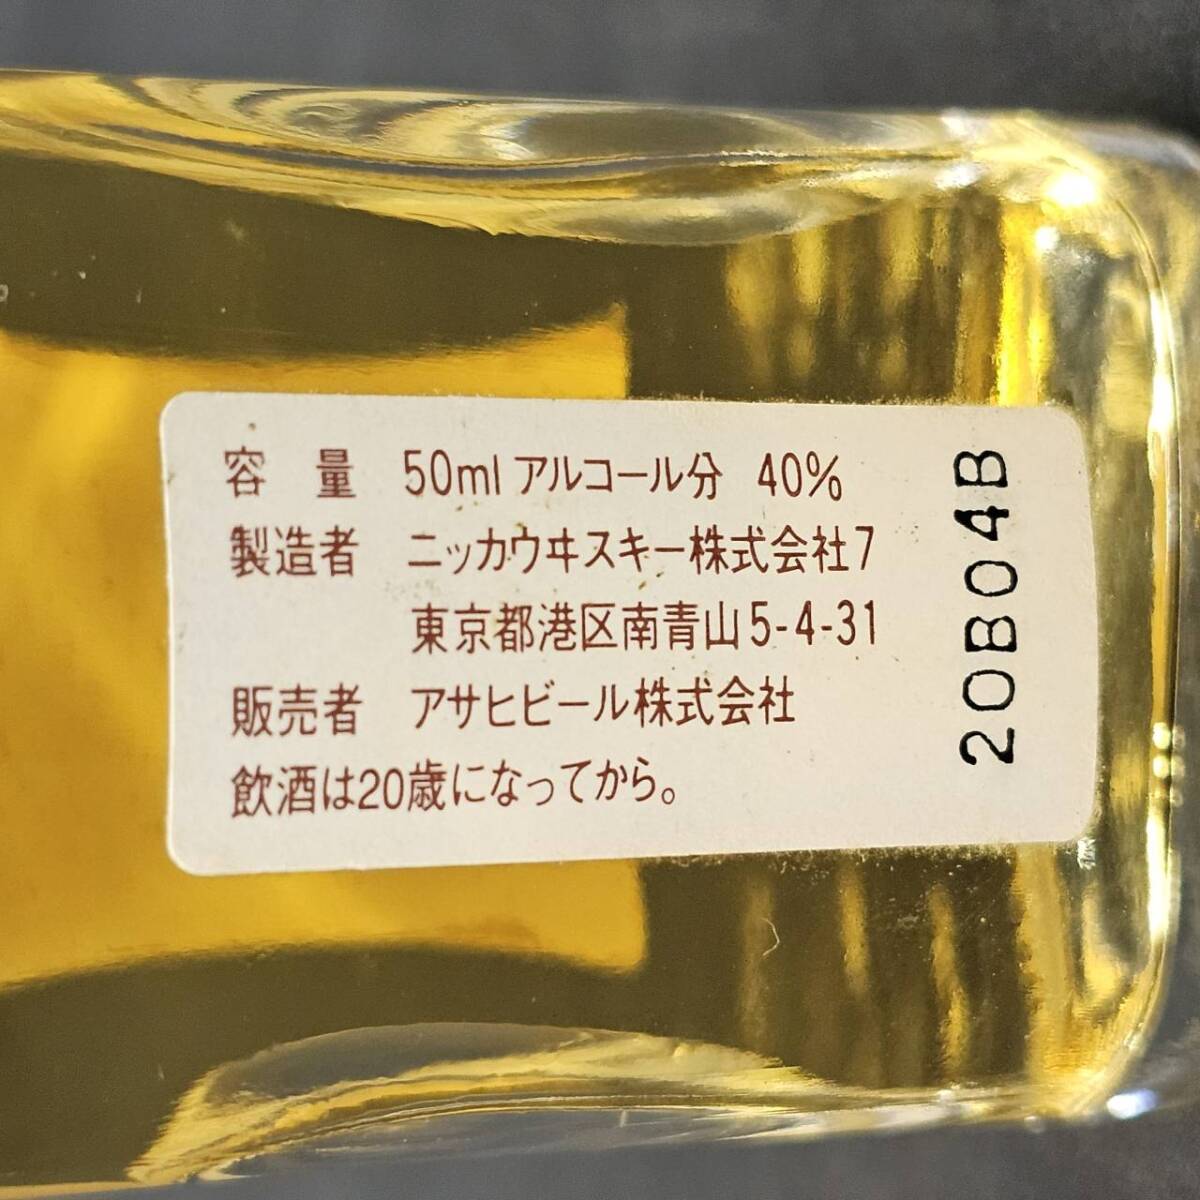 容　量　50ml アルコール分　40%
製造者　ニッカウヰスキー株式会社7
東京都港区南青山5-4-31
販売者　アサヒビール株式会社
飲酒は20歳になってから。
20B04B